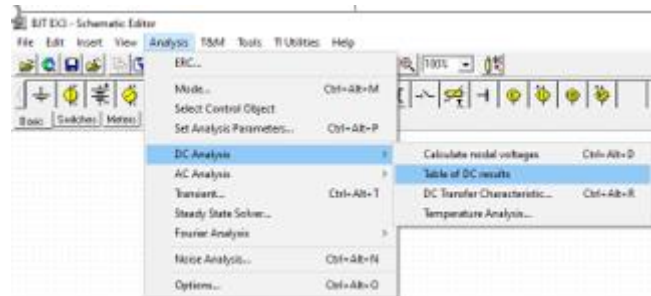 BJT EX3 - Schematic Editor
File Edit Insert View Analysis T&M Tools TI Utilities Help
100%
Basic Switches Meters
ERC...
Mode... Ctrl+Alt+M
Select Control Object
Set Analysis Parameters... Ctrl+Alt+P
DC Analysis
AC Analysis
Transient... Ctrl+Alt+T
Steady State Solver...
Fourier Analysis
Noise Analysis... Ctrl+Alt+N
Options... Ctrl+Alt+O
Calculate nodal voltages Ctrl+Alt+D
Table of DC results
DC Transfer Characteristic... Ctrl+Alt+R
Temperature Analysis...